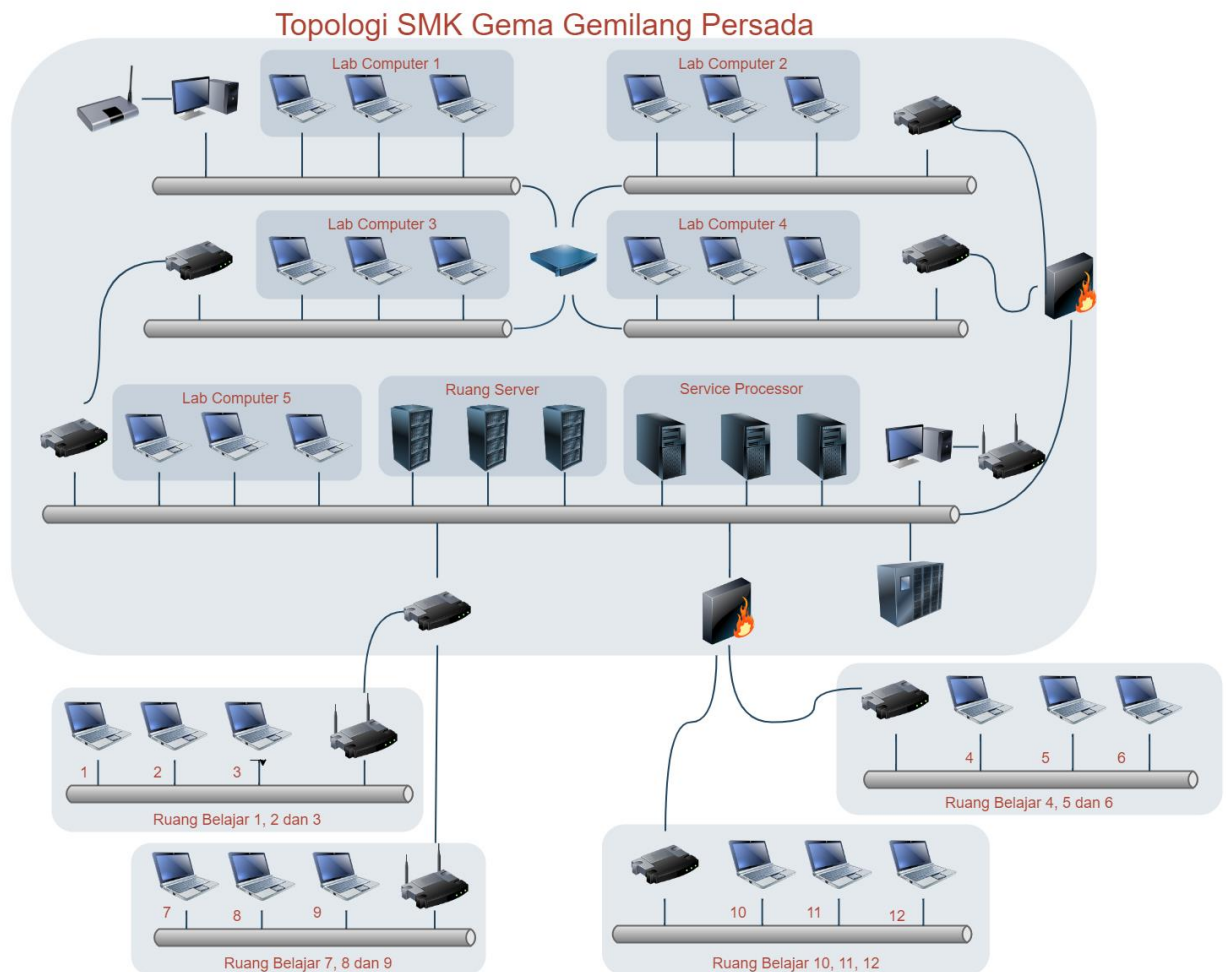 Topologi SMK Gema Gemilang Persada
Lab Computer 1
Lab Computer 2
Lab Computer 3
Lab Computer 4
Lab Computer 5
Ruang Server
Service Processor
1
2
3
Ruang Belajar 1, 2 dan 3
4
5
6
Ruang Belajar 4, 5 dan 6
7
8
9
Ruang Belajar 7, 8 dan 9
10
11
12
Ruang Belajar 10, 11, 12